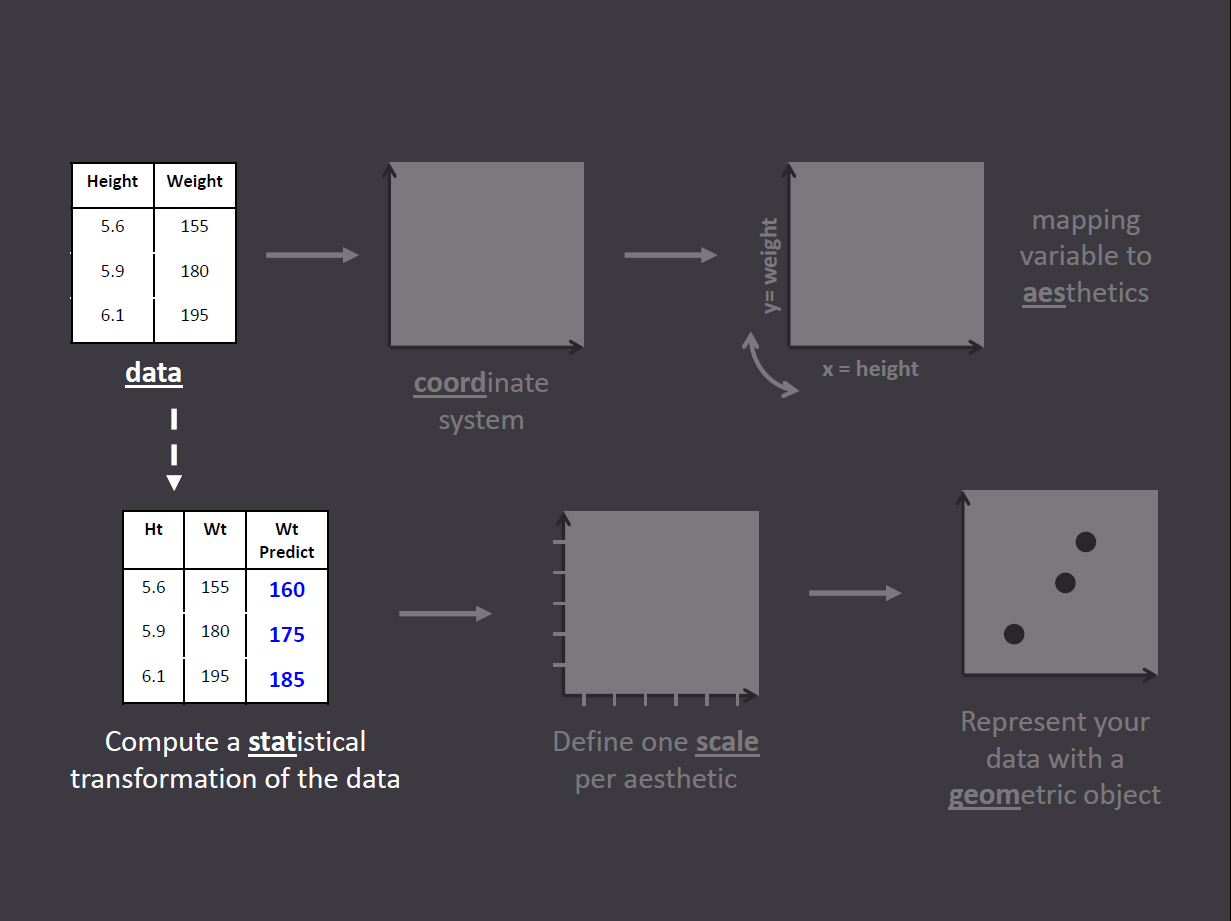 Height Weight
5.6 155
5.9 180
6.1 195
data
coordinate
system
y= weight
x = height
mapping
variable to
aesthetics
Ht Wt Wt
Predict
5.6 155 160
5.9 180 175
6.1 195 185
Compute a statistical
transformation of the data
Define one scale
per aesthetic
Represent your
data with a
geometric object